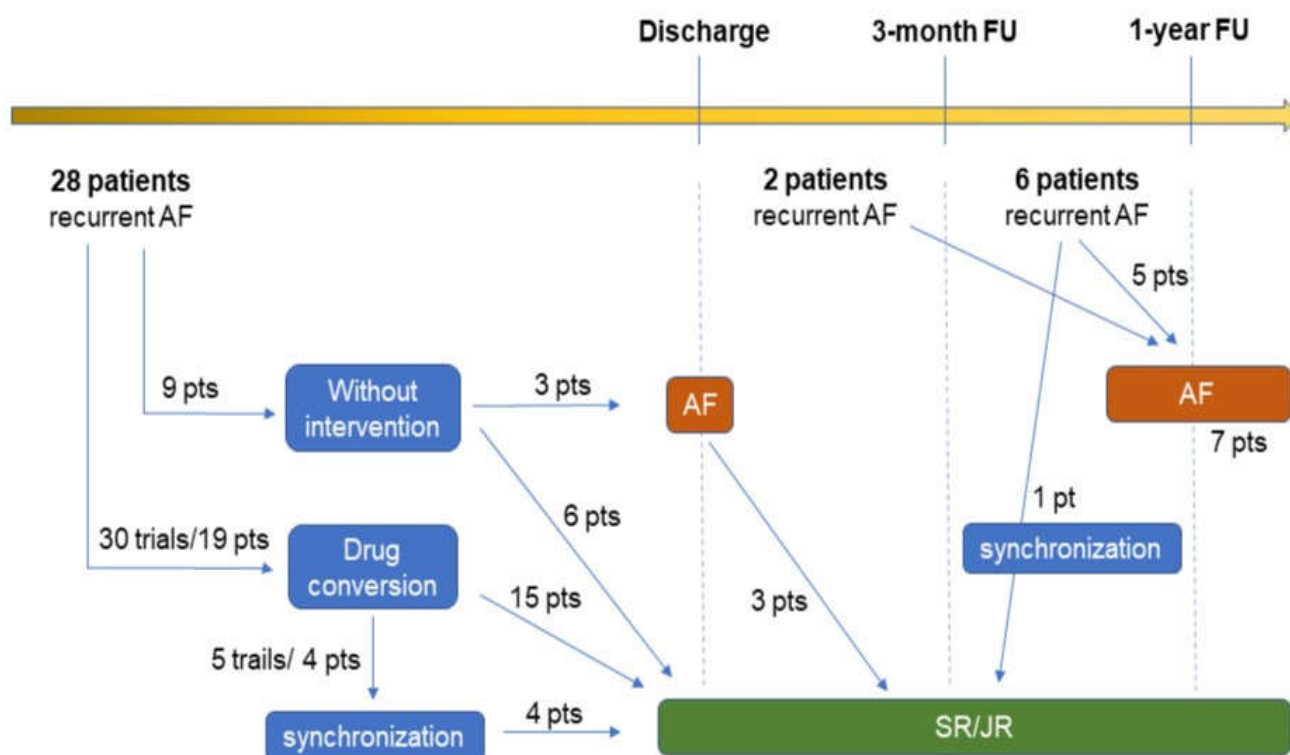 Discharge
3-month FU
1-year FU
28 patients
recurrent AF
2 patients
recurrent AF
6 patients
recurrent AF
5 pts
9 pts
Without
intervention
3 pts
AF
AF
7 pts
6 pts
1 pt
30 trials/19 pts
Drug
conversion
synchronization
15 pts
3 pts
5 trails/ 4 pts
synchronization
4 pts
SR/JR